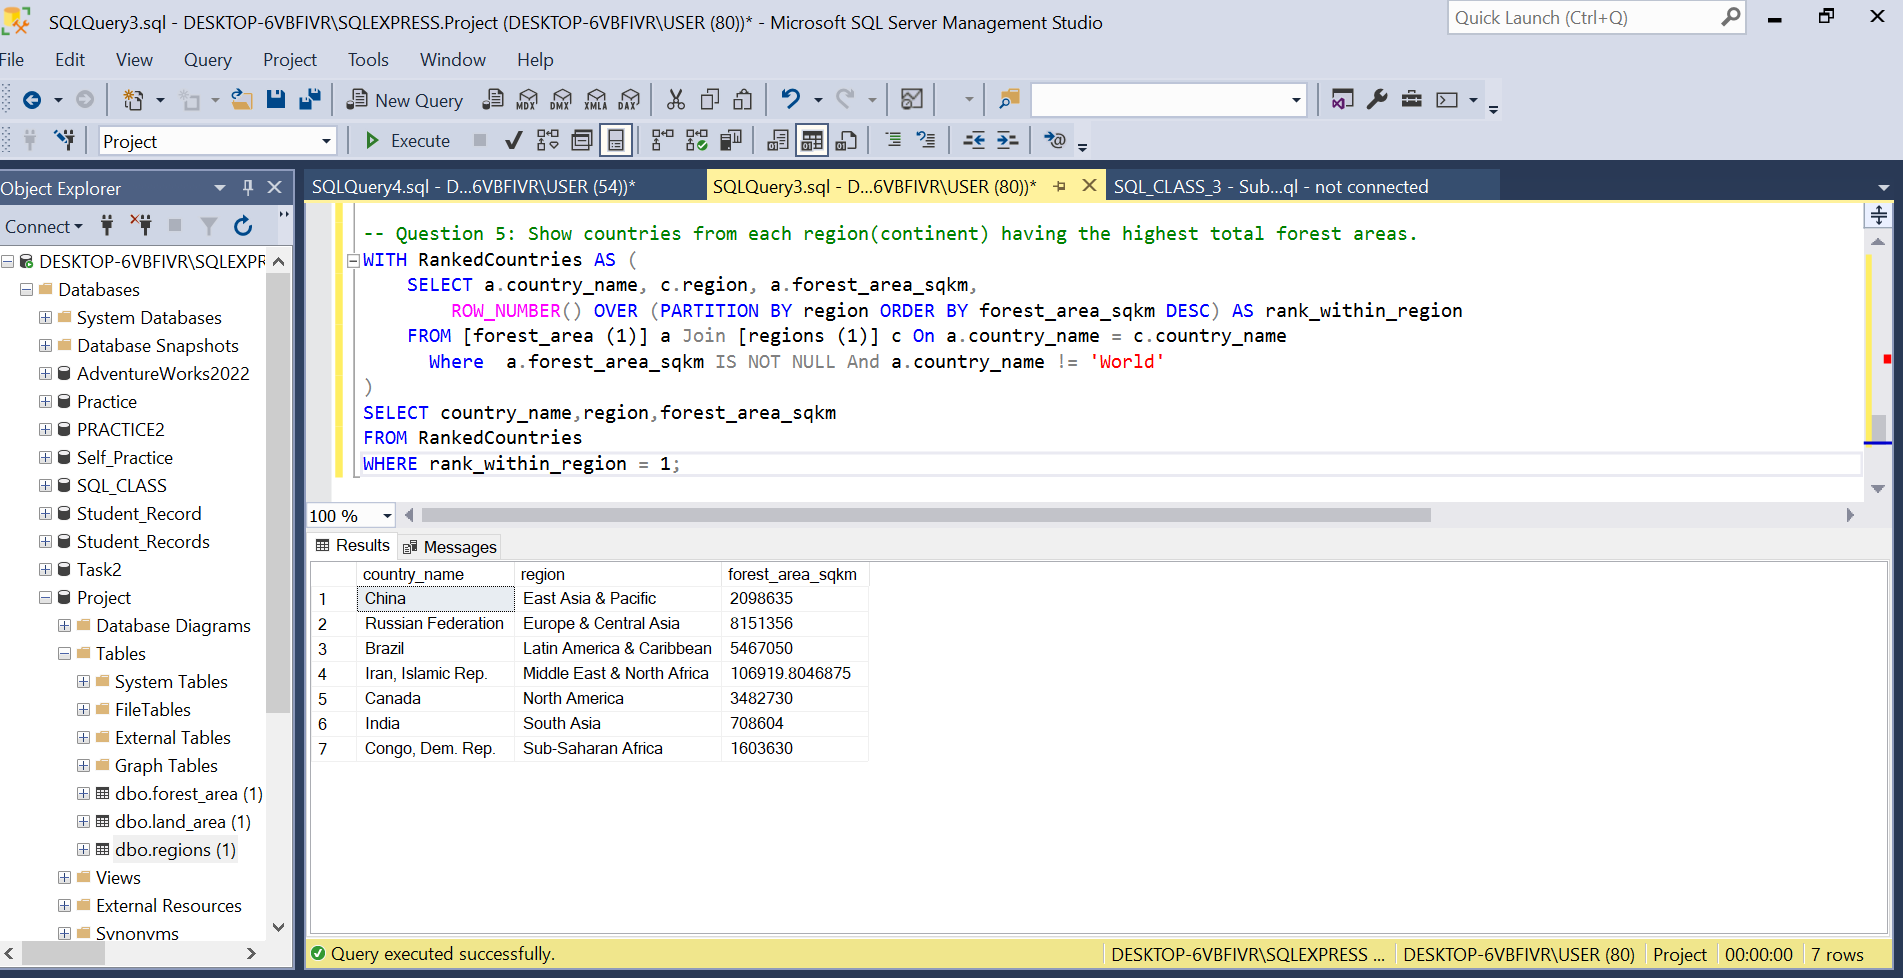 SQLQuery3.sql - DESKTOP-6VBFIVR\SQLEXPRESS.Project (DESKTOP-6VBFIVR\USER (80))* - Microsoft SQL Server Management Studio
Quick Launch (Ctrl+Q)
File Edit View Query Project Tools Window Help
New Query MDX DMX XMLA DAX
Project Execute
Object Explorer
SQLQuery4.sql - D...6VBFIVR\USER (54))* SQLQuery3.sql - D...6VBFIVR\USER (80))* SQL_CLASS_3 - Sub...ql - not connected
Connect
DESKTOP-6VBFIVR\SQLEXPR
Databases
System Databases
Database Snapshots
AdventureWorks2022
Practice
PRACTICE2
Self_Practice
SQL_CLASS
Student_Record
Student_Records
Task2
Project
Database Diagrams
Tables
System Tables
FileTables
External Tables
Graph Tables
dbo.forest_area (1)
dbo.land_area (1)
dbo.regions (1)
Views
External Resources
Synonyms
-- Question 5: Show countries from each region(continent) having the highest total forest areas.
WITH RankedCountries AS (
SELECT a.country_name, c.region, a.forest_area_sqkm,
ROW_NUMBER() OVER (PARTITION BY region ORDER BY forest_area_sqkm DESC) AS rank_within_region
FROM [forest_area (1)] a Join [regions (1)] c On a.country_name = c.country_name
Where a.forest_area_sqkm IS NOT NULL And a.country_name != 'World'
)
SELECT country_name,region,forest_area_sqkm
FROM RankedCountries
WHERE rank_within_region = 1;
100 %
Results Messages
country_name region forest_area_sqkm
1 China East Asia & Pacific 2098635
2 Russian Federation Europe & Central Asia 8151356
3 Brazil Latin America & Caribbean 5467050
4 Iran, Islamic Rep. Middle East & North Africa 106919.8046875
5 Canada North America 3482730
6 India South Asia 708604
7 Congo, Dem. Rep. Sub-Saharan Africa 1603630
Query executed successfully. DESKTOP-6VBFIVR\SQLEXPRESS ... DESKTOP-6VBFIVR\USER (80) Project 00:00:00 7 rows